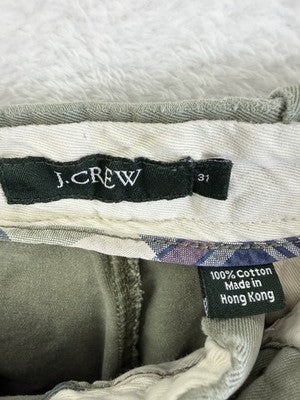 J.CREW
31
100% Cotton
Made in
Hong Kong